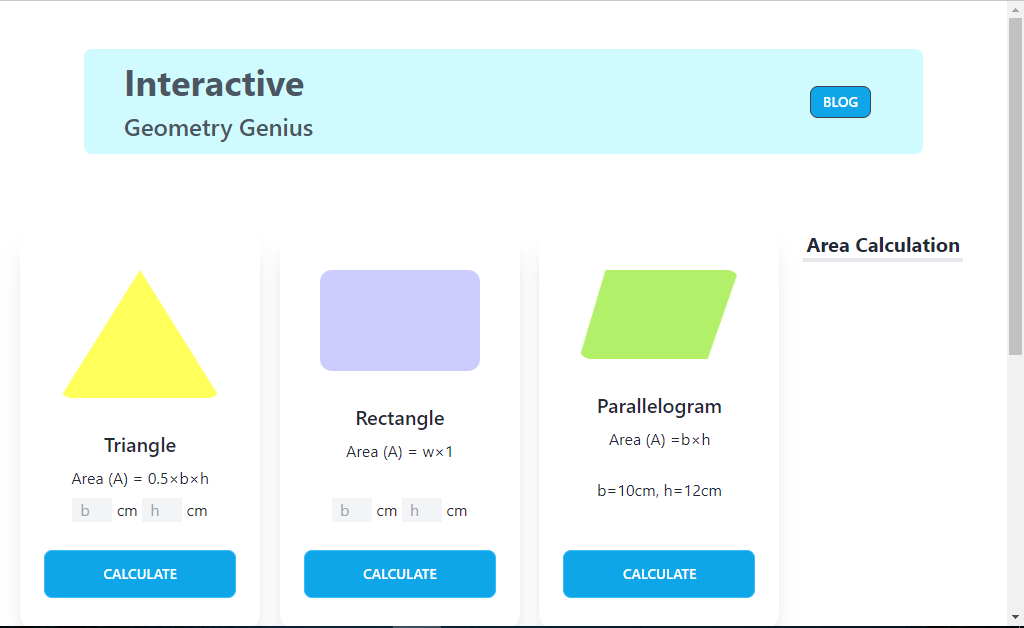 Interactive
Geometry Genius
BLOG
Area Calculation
Triangle
Area (A) = 0.5×b×h
b cm h cm
CALCULATE
Rectangle
Area (A) = w×1
b cm h cm
CALCULATE
Parallelogram
Area (A) =b×h
b=10cm, h=12cm
CALCULATE